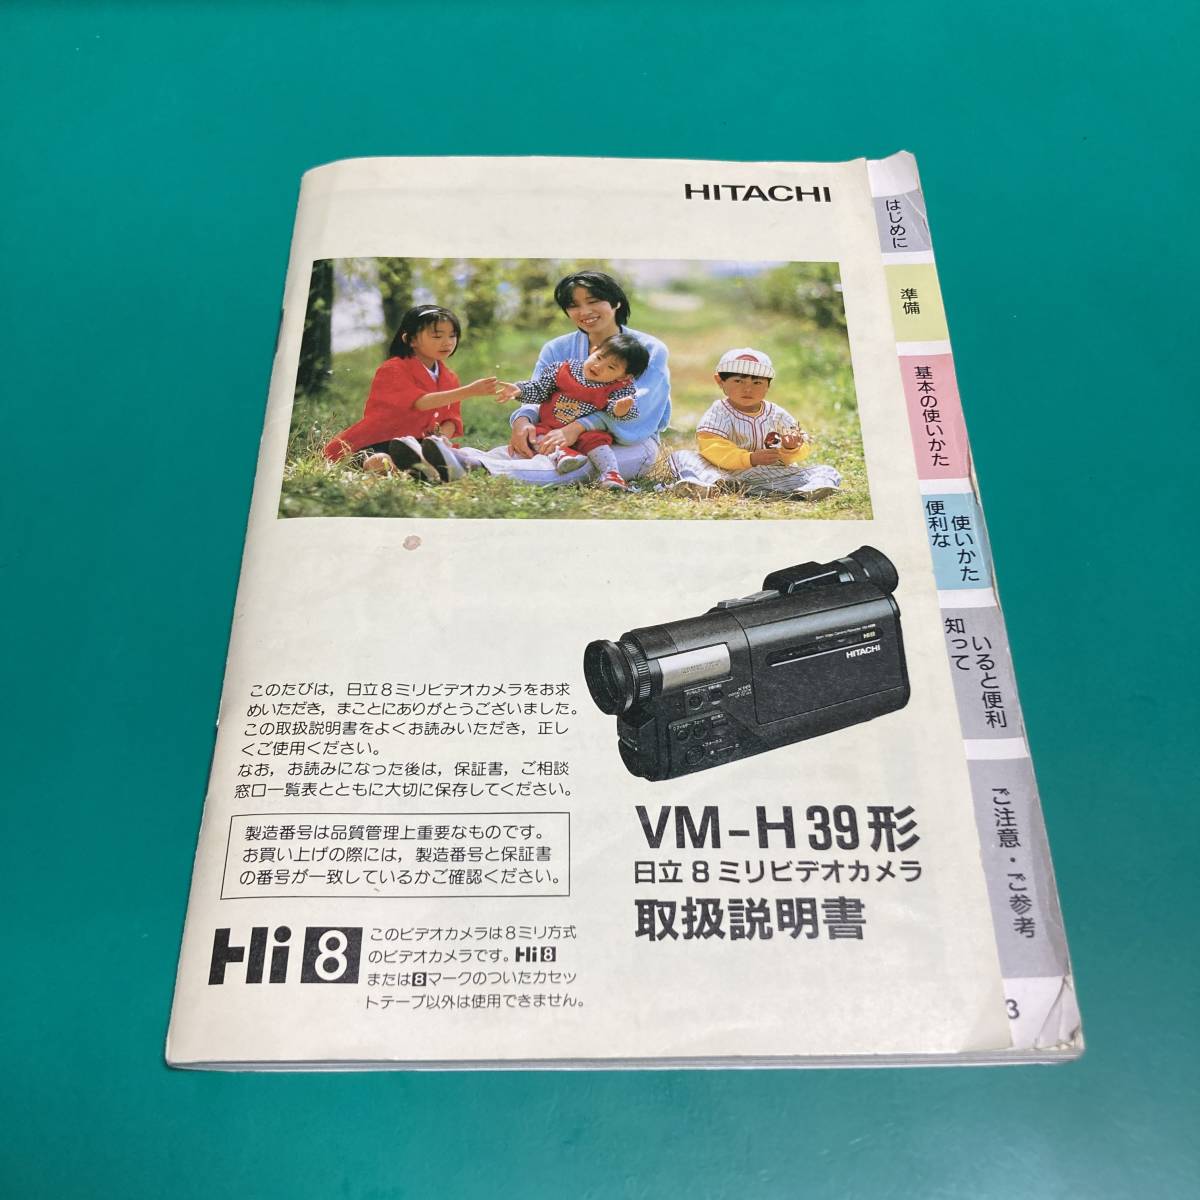 HITACHI
はじめに
準備
基本の使いかた
便利な
使いかた
知って
いると便利
ご注意・ご参考
3
HITACHI
Hi8
このたびは，日立8ミリビデオカメラをお求
めいただき，まことにありがとうございました。
この取扱説明書をよくお読みいただき，正し
くご使用ください。
なお，お読みになった後は，保証書，ご相談
窓口一覧表とともに大切に保存してください。
製造番号は品質管理上重要なものです。
お買い上げの際には，製造番号と保証書
の番号が一致しているかご確認ください。
VM-H39形
日立8ミリビデオカメラ
取扱説明書
Hi8
このビデオカメラは8ミリ方式
のビデオカメラです。Hi8
または8マークのついたカセッ
トテープ以外は使用できません。